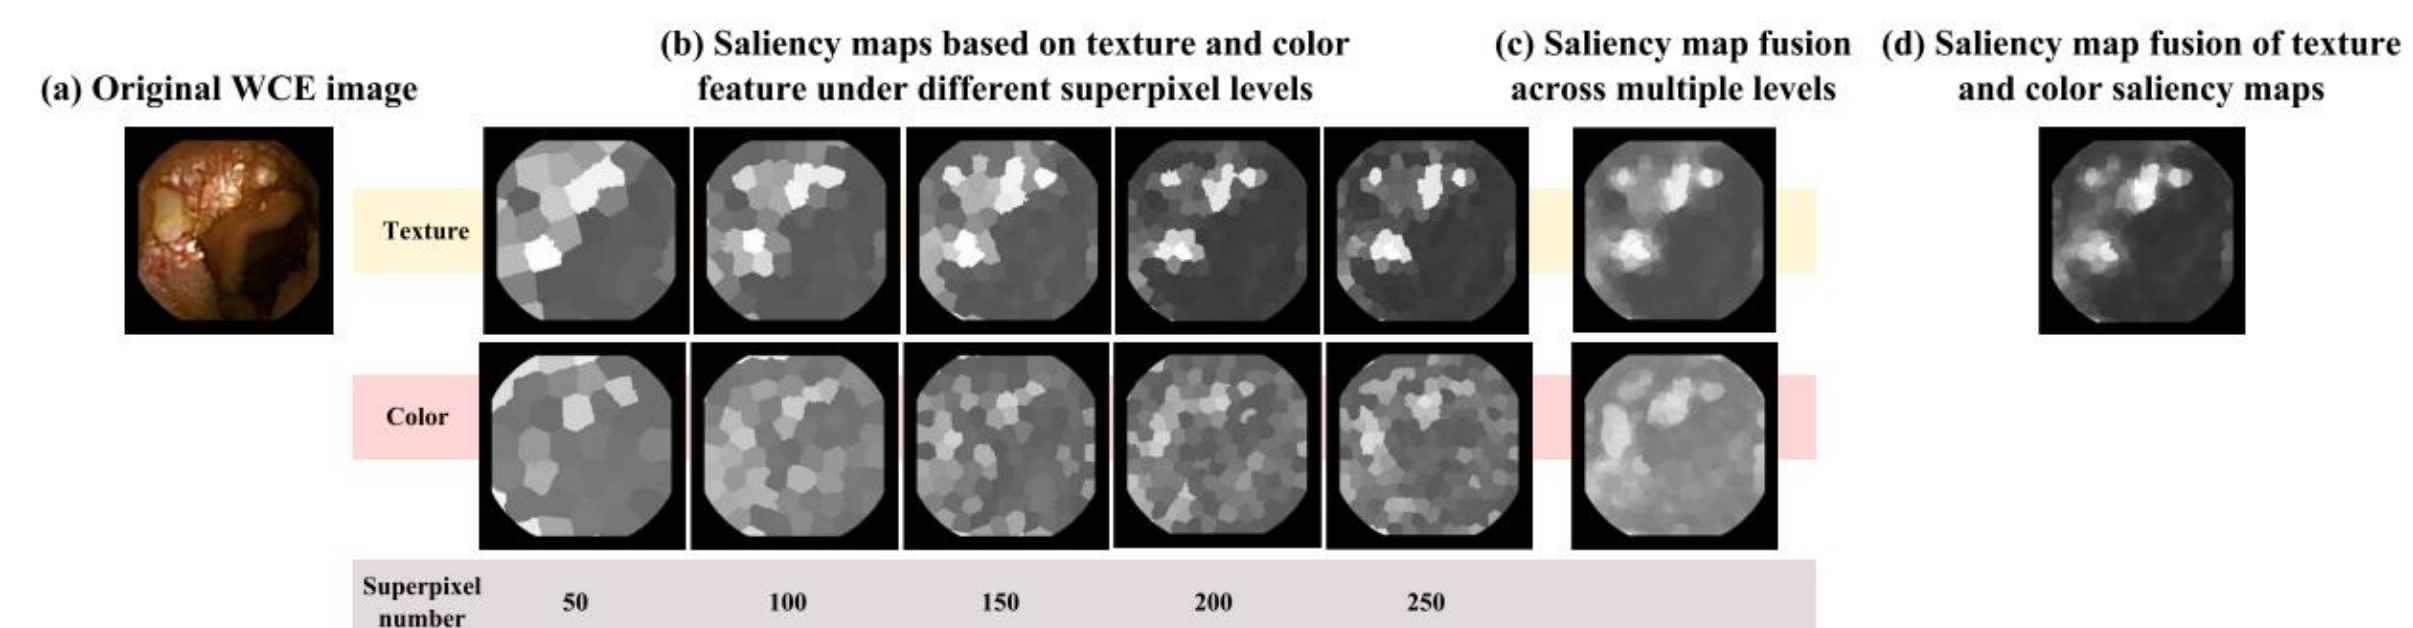 (a) Original WCE image
(b) Saliency maps based on texture and color
feature under different superpixel levels
(c) Saliency map fusion
across multiple levels
(d) Saliency map fusion of texture
and color saliency maps
Texture
Color
Superpixel
number
50
100
150
200
250